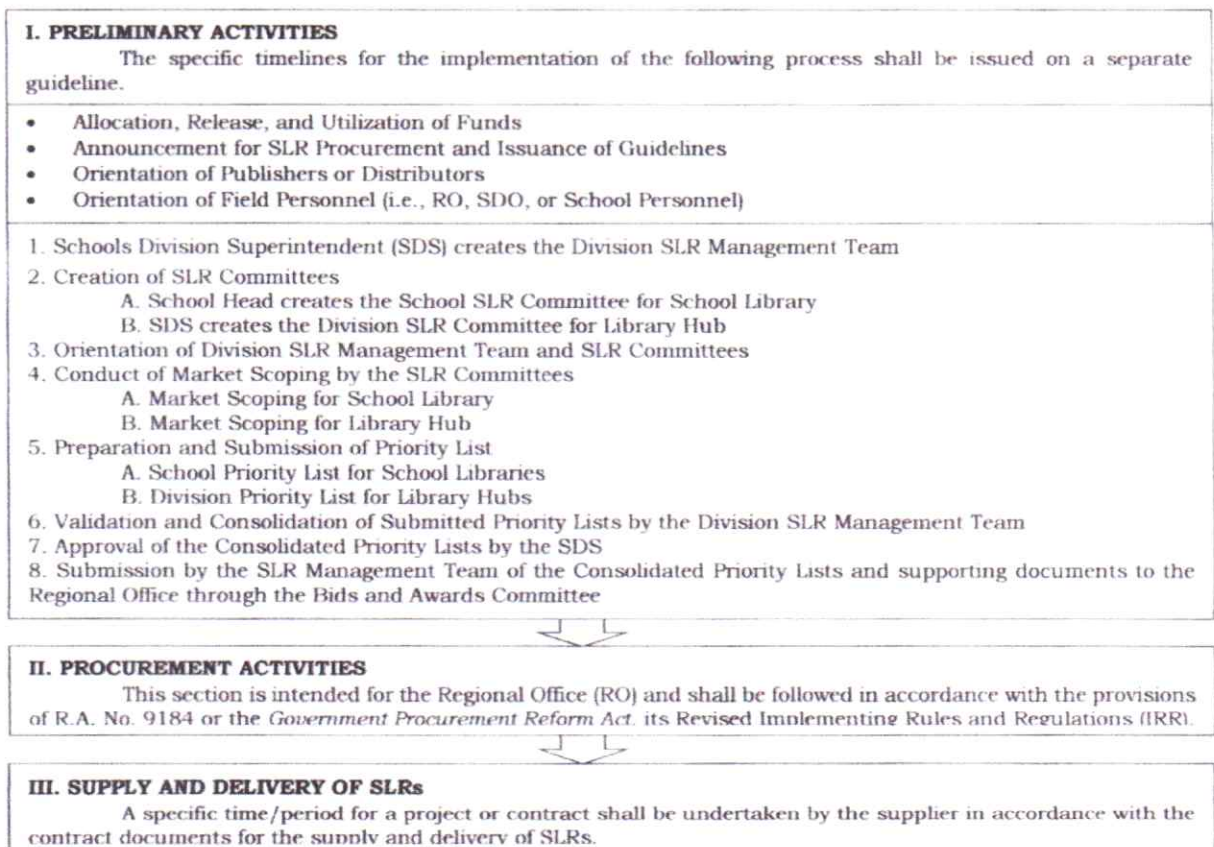 I. PRELIMINARY ACTIVITIES
The specific timelines for the implementation of the following process shall be issued on a separate
guideline.
• Allocation, Release, and Utilization of Funds
• Announcement for SLR Procurement and Issuance of Guidelines
• Orientation of Publishers or Distributors
• Orientation of Field Personnel (i.e., RO, SDO, or School Personnel)
1. Schools Division Superintendent (SDS) creates the Division SLR Management Team
2. Creation of SLR Committees
A. School Head creates the School SLR Committee for School Library
B. SDS creates the Division SLR Committee for Library Hub
3. Orientation of Division SLR Management Team and SLR Committees
4. Conduct of Market Scoping by the SLR Committees
A. Market Scoping for School Library
B. Market Scoping for Library Hub
5. Preparation and Submission of Priority List
A. School Priority List for School Libraries
B. Division Priority List for Library Hubs
6. Validation and Consolidation of Submitted Priority Lists by the Division SLR Management Team
7. Approval of the Consolidated Priority Lists by the SDS
8. Submission by the SLR Management Team of the Consolidated Priority Lists and supporting documents to the
Regional Office through the Bids and Awards Committee
II. PROCUREMENT ACTIVITIES
This section is intended for the Regional Office (RO) and shall be followed in accordance with the provisions
of R.A. No. 9184 or the Government Procurement Reform Act. its Revised Implementing Rules and Regulations (IRR).
III. SUPPLY AND DELIVERY OF SLRs
A specific time/period for a project or contract shall be undertaken by the supplier in accordance with the
contract documents for the supply and delivery of SLRs.